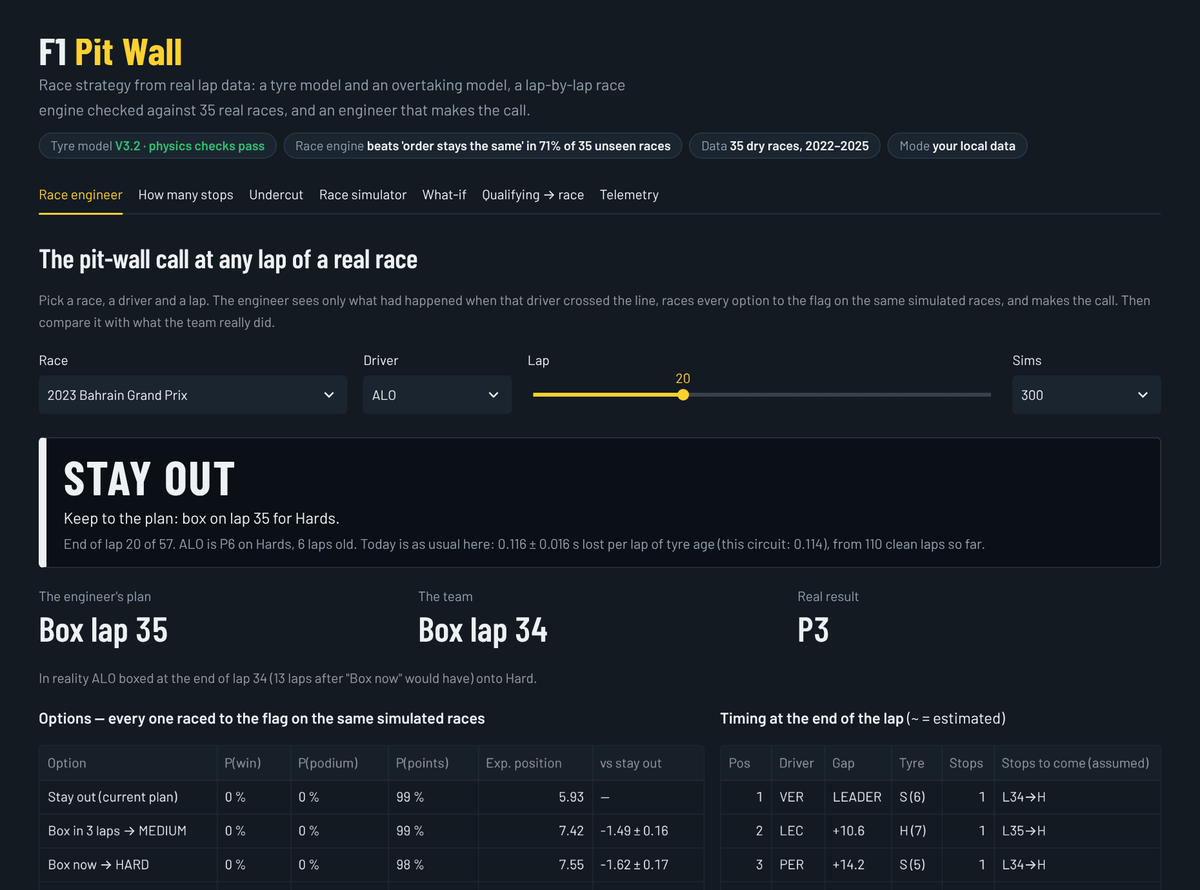 F1 Pit Wall
Race strategy from real lap data: a tyre model and an overtaking model, a lap-by-lap race
engine checked against 35 real races, and an engineer that makes the call.
Tyre model V3.2 · physics checks pass
Race engine beats 'order stays the same' in 71% of 35 unseen races
Data 35 dry races, 2022–2025
Mode your local data
Race engineer How many stops Undercut Race simulator What-if Qualifying → race Telemetry
The pit-wall call at any lap of a real race
Pick a race, a driver and a lap. The engineer sees only what had happened when that driver crossed the line, races every option to the flag on the same simulated races, and makes the call. Then
compare it with what the team really did.
Race Driver Lap Sims
20
2023 Bahrain Grand Prix ALO 300
STAY OUT
Keep to the plan: box on lap 35 for Hards.
End of lap 20 of 57. ALO is P6 on Hards, 6 laps old. Today is as usual here: 0.116 ± 0.016 s lost per lap of tyre age (this circuit: 0.114), from 110 clean laps so far.
The engineer's plan The team Real result
Box lap 35 Box lap 34 P3
In reality ALO boxed at the end of lap 34 (13 laps after "Box now" would have) onto Hard.
Options — every one raced to the flag on the same simulated races
Option P(win) P(podium) P(points) Exp. position vs stay out
Stay out (current plan) 0 % 0 % 99 % 5.93 —
Box in 3 laps → MEDIUM 0 % 0 % 99 % 7.42 -1.49 ± 0.16
Box now → HARD 0 % 0 % 98 % 7.55 -1.62 ± 0.17
Timing at the end of the lap (~ = estimated)
Pos Driver Gap Tyre Stops Stops to come (assumed)
1 VER LEADER S (6) 1 L34→H
2 LEC +10.6 H (7) 1 L35→H
3 PER +14.2 S (5) 1 L34→H